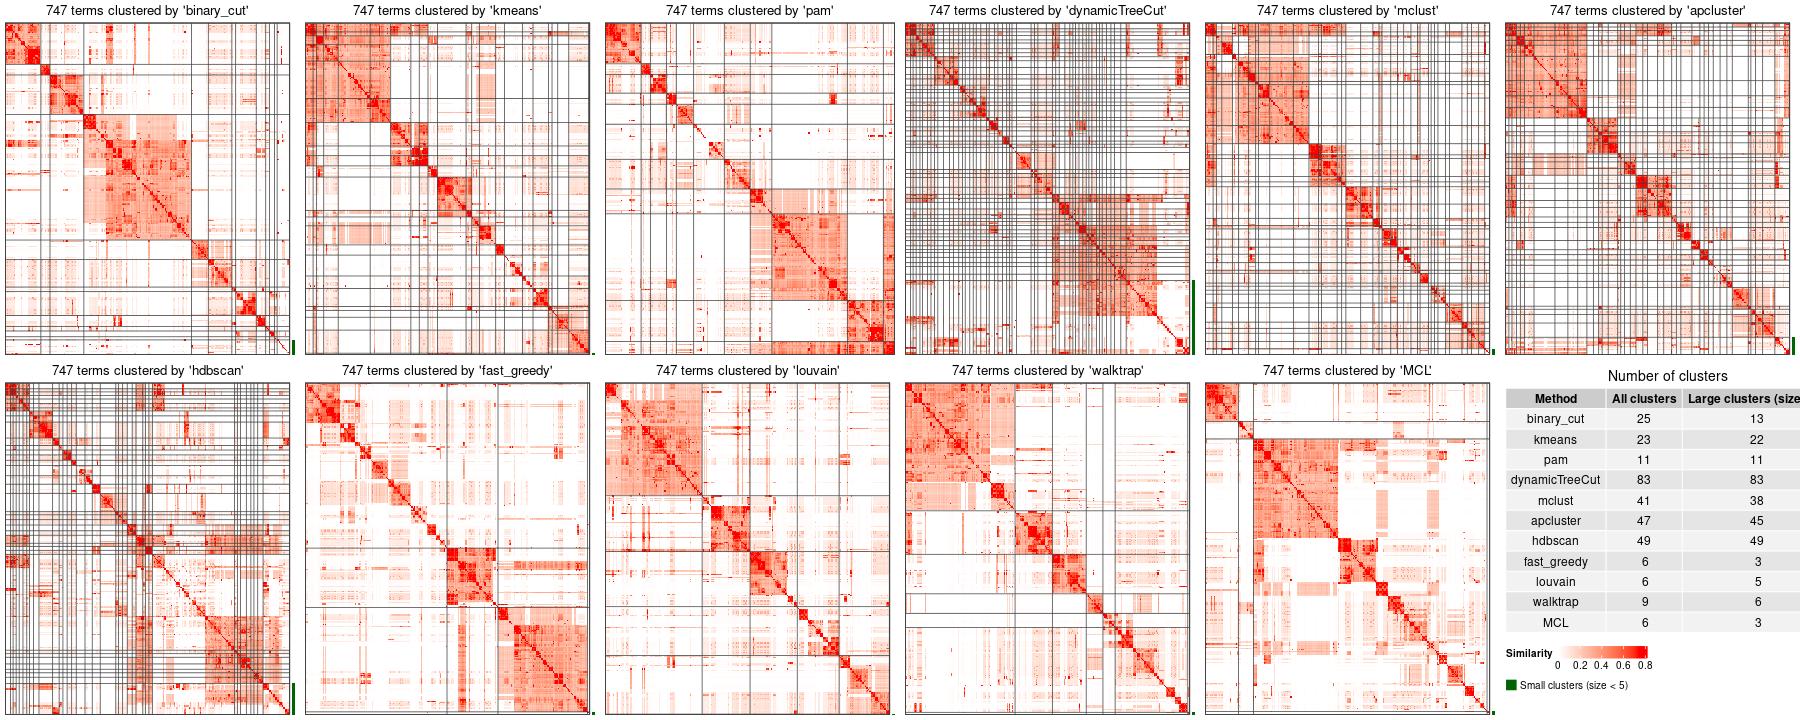 747 terms clustered by 'binary_cut'
747 terms clustered by 'kmeans'
747 terms clustered by 'pam'
747 terms clustered by 'dynamicTreeCut'
747 terms clustered by 'mclust'
747 terms clustered by 'apcluster'
747 terms clustered by 'hdbscan'
747 terms clustered by 'fast_greedy'
747 terms clustered by 'louvain'
747 terms clustered by 'walktrap'
747 terms clustered by 'MCL'
Number of clusters
Method All clusters Large clusters (size
binary_cut 25 13
kmeans 23 22
pam 11 11
dynamicTreeCut 83 83
mclust 41 38
apcluster 47 45
hdbscan 49 49
fast_greedy 6 3
louvain 6 5
walktrap 9 6
MCL 6 3
Similarity
0 0.2 0.4 0.6 0.8
Small clusters (size < 5)